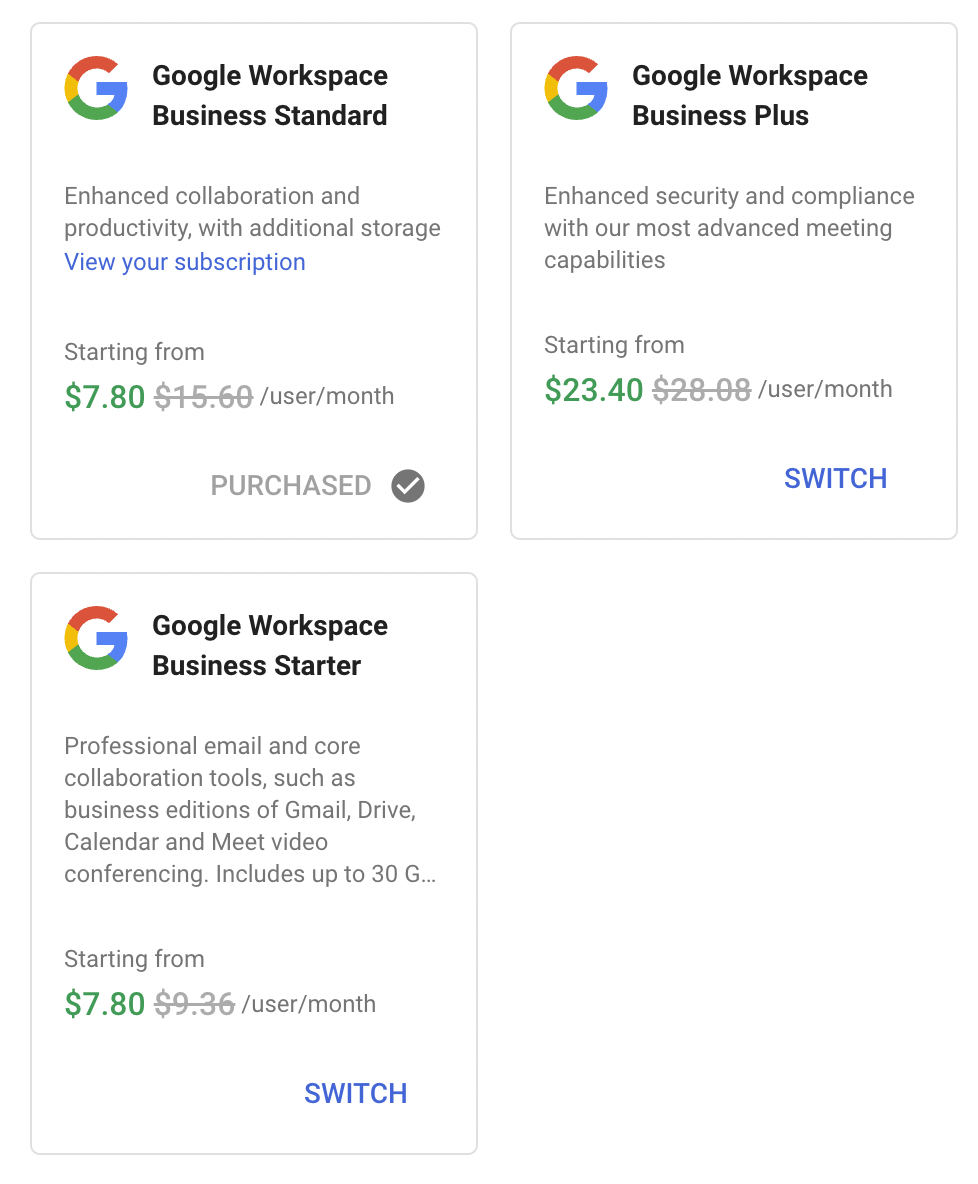 Google Workspace
Business Standard
Enhanced collaboration and
productivity, with additional storage
View your subscription
Starting from
$7.80 $15.60 /user/month
PURCHASED
Google Workspace
Business Plus
Enhanced security and compliance
with our most advanced meeting
capabilities
Starting from
$23.40 $28.08 /user/month
SWITCH
Google Workspace
Business Starter
Professional email and core
collaboration tools, such as
business editions of Gmail, Drive,
Calendar and Meet video
conferencing. Includes up to 30 G...
Starting from
$7.80 $9.36 /user/month
SWITCH